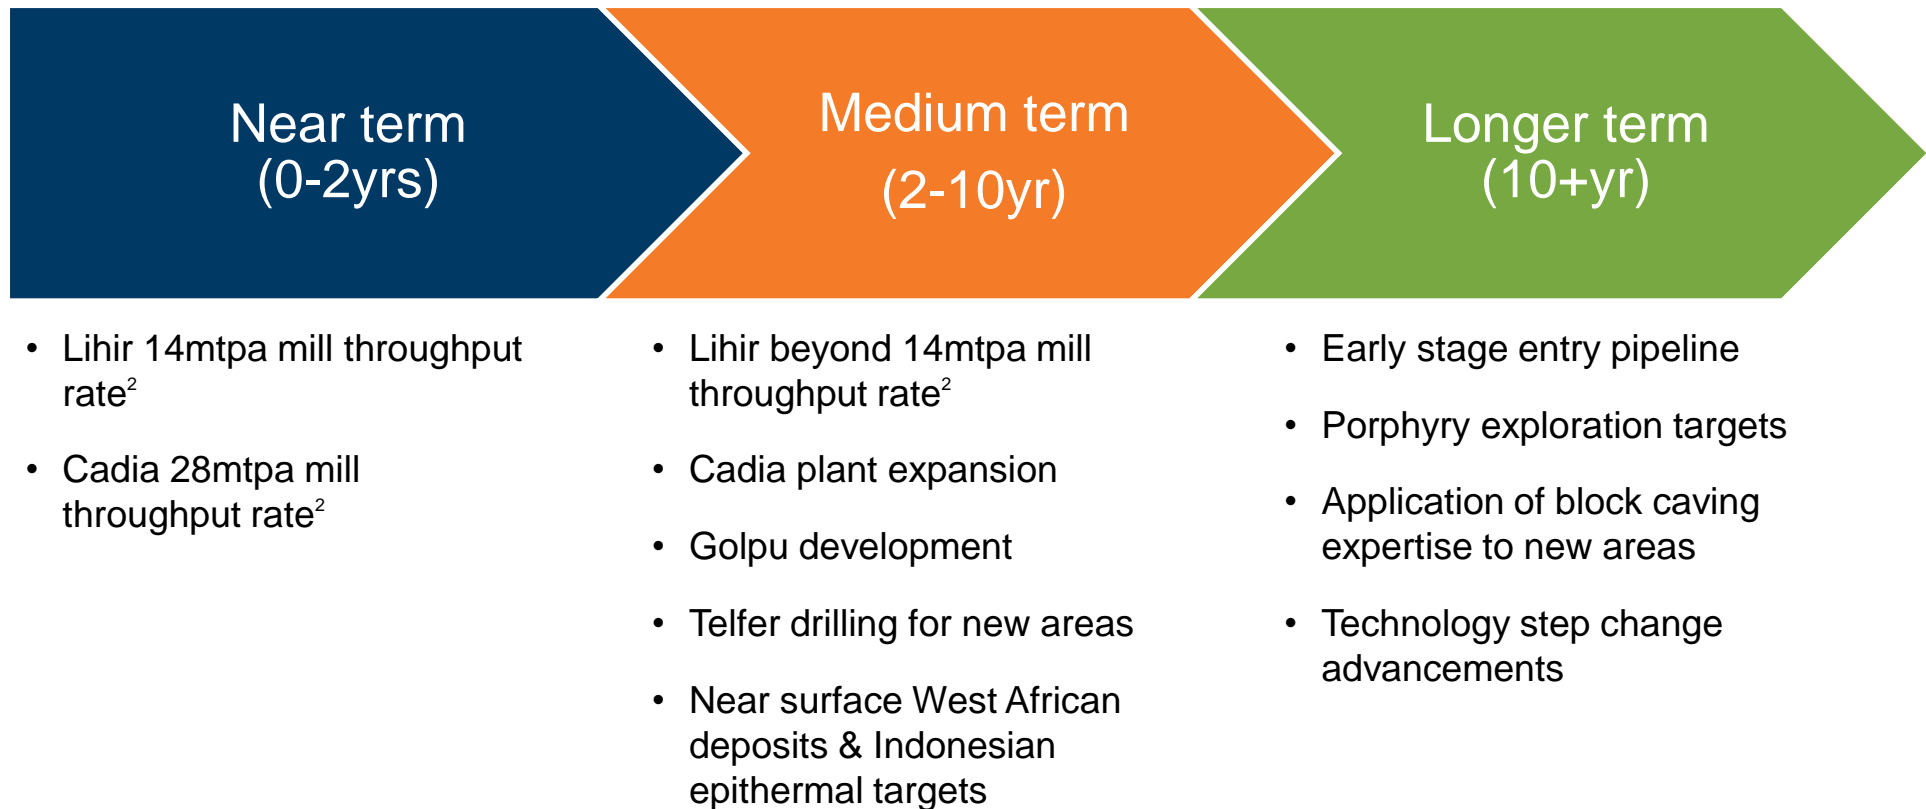 Near term
(0-2yrs)
Medium term
(2-10yr)
Longer term
(10+yr)
• Lihir 14mtpa mill throughput
rate²
• Cadia 28mtpa mill
throughput rate²
• Lihir beyond 14mtpa mill
throughput rate²
• Cadia plant expansion
• Golpu development
• Telfer drilling for new areas
• Near surface West African
deposits & Indonesian
epithermal targets
• Early stage entry pipeline
• Porphyry exploration targets
• Application of block caving
expertise to new areas
• Technology step change
advancements